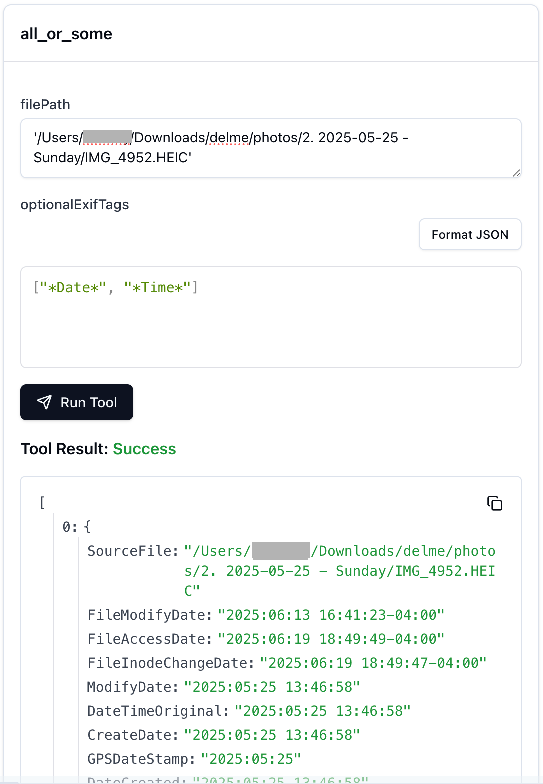 all_or_some
filePath
'/Users/ /Downloads/delme/photos/2. 2025-05-25 -
Sunday/IMG_4952.HEIC'
optionalExifTags
Format JSON
["*Date*", "*Time*"]
Run Tool
Tool Result: Success
[
0: {
SourceFile: "/Users/ /Downloads/delme/photo
s/2. 2025-05-25 - Sunday/IMG_4952.HEI
C"
FileModifyDate: "2025:06:13 16:41:23-04:00"
FileAccessDate: "2025:06:19 18:49:49-04:00"
FileInodeChangeDate: "2025:06:19 18:49:47-04:00"
ModifyDate: "2025:05:25 13:46:58"
DateTimeOriginal: "2025:05:25 13:46:58"
CreateDate: "2025:05:25 13:46:58"
GPSDateStamp: "2025:05:25"
DateCreated: "2025:05:25 13:46:58"